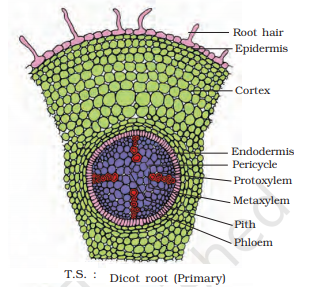 Root hair
Epidermis
Cortex
Endodermis
Pericycle
Protoxylem
Metaxylem
Pith
Phloem
T.S. : Dicot root (Primary)